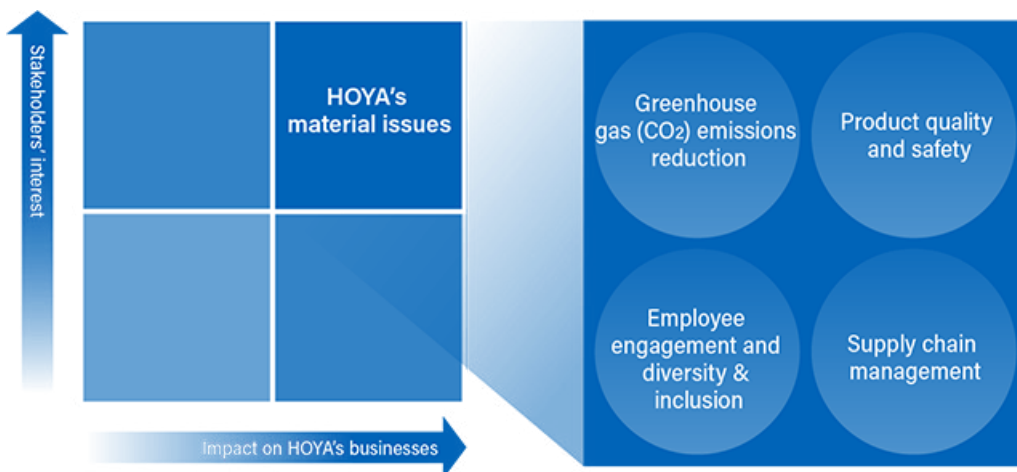 Stakeholders' interest
HOYA's
material issues
Impact on HOYA's businesses
Greenhouse
gas (CO₂) emissions
reduction
Product quality
and safety
Employee
engagement and
diversity &
inclusion
Supply chain
management